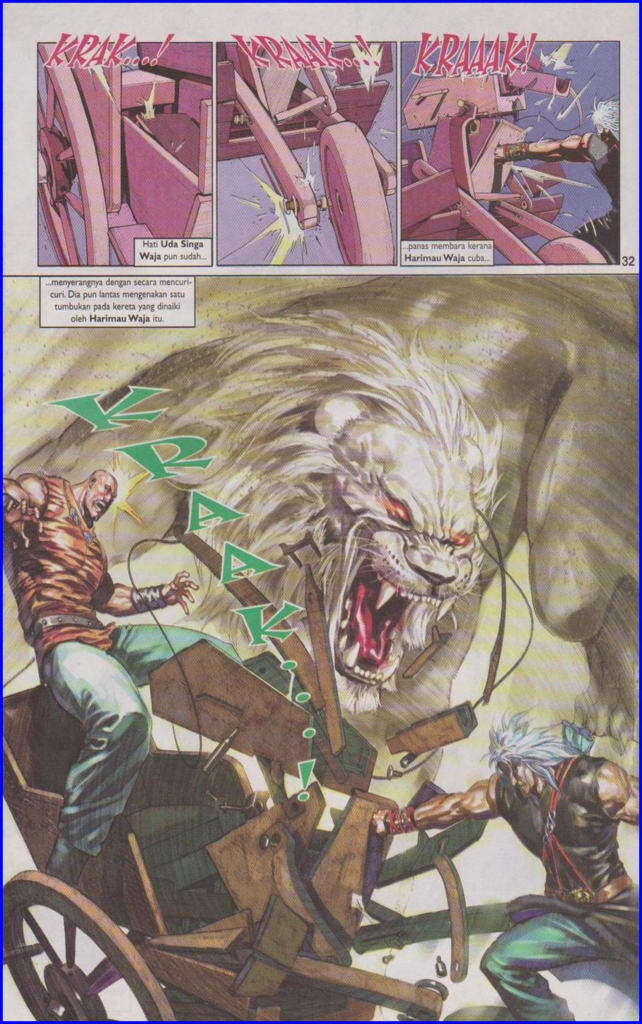 KRAK....!
KRAAK....!
KRAAAK!
Hati Uda Singa
Waja pun sudah...
...panas membara kerana
Harimau Waja cuba...
32
...menyerangnya dengan secara mencuri-
curi. Dia pun lantas mengenakan satu
tumbukan pada kereta yang dinaiki
oleh Harimau Waja itu.
KRAAK....!